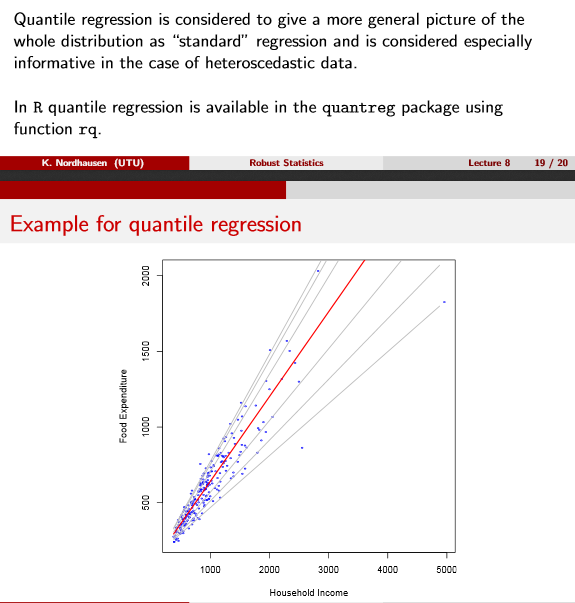 Quantile regression is considered to give a more general picture of the
whole distribution as “standard” regression and is considered especially
informative in the case of heteroscedastic data.
In R quantile regression is available in the quantreg package using
function rq.
K. Nordhausen (UTU) Robust Statistics Lecture 8 19 / 20
Example for quantile regression
2000
1500
1000
500
Food Expenditure
1000 2000 3000 4000 5000
Household Income